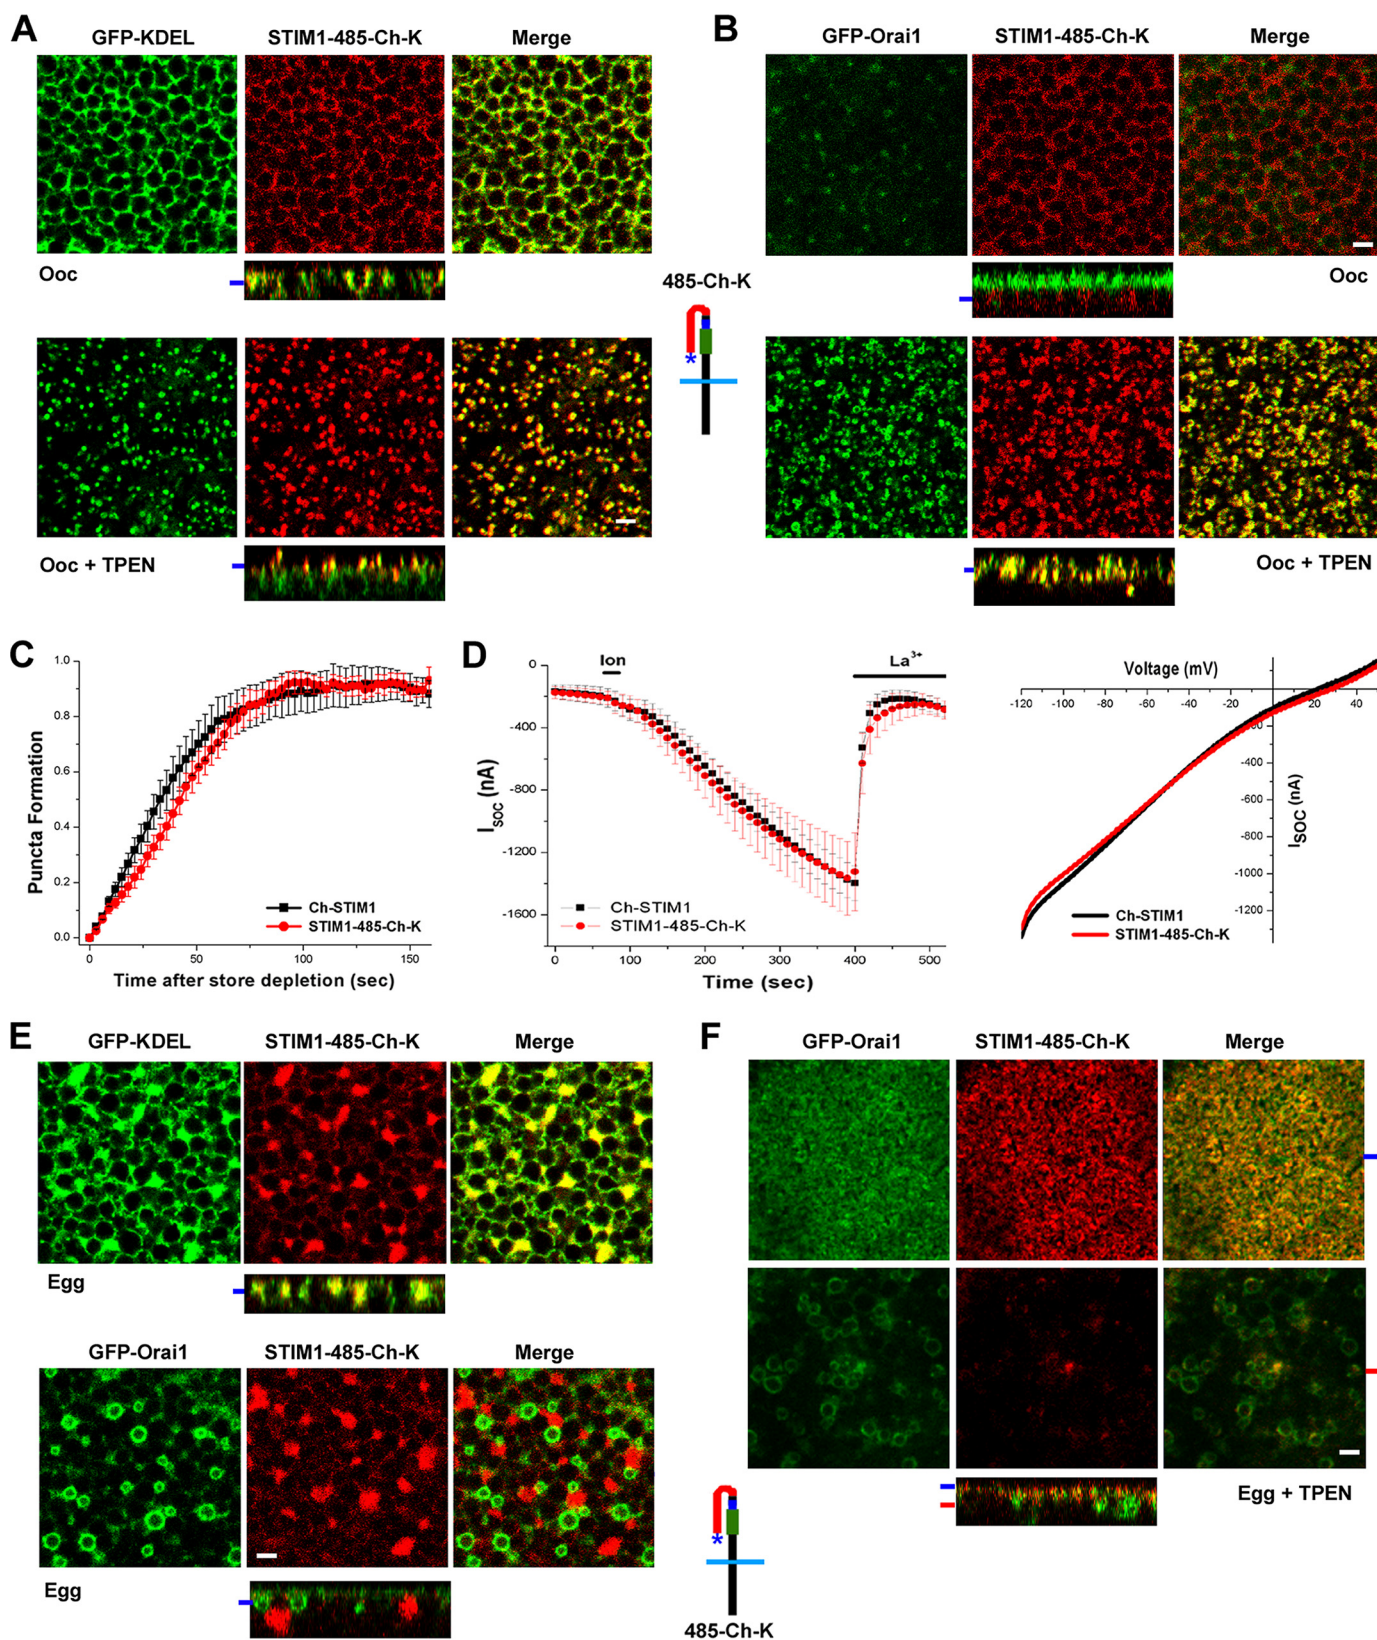 A
GFP-KDEL STIM1-485-Ch-K Merge
Ooc
Ooc + TPEN
485-Ch-K
*
B
GFP-Orai1 STIM1-485-Ch-K Merge
Ooc
Ooc + TPEN
C
Puncta Formation
1.0
0.8
0.6
0.4
0.2
0.0
Ch-STIM1
STIM1-485-Ch-K
0 50 100 150
Time after store depletion (sec)
D
Ion
La3+
ISOC (nA)
0
-400
-800
-1200
-1600
Ch-STIM1
STIM1-485-Ch-K
0 100 200 300 400 500
Time (sec)
Voltage (mV)
-120 -100 -80 -60 -40 -20 20 40
-400
-600
-800
-1000
-1200
ISOC (nA)
Ch-STIM1
STIM1-485-Ch-K
E
GFP-KDEL STIM1-485-Ch-K Merge
Egg
GFP-Orai1 STIM1-485-Ch-K Merge
Egg
*
485-Ch-K
F
GFP-Orai1 STIM1-485-Ch-K Merge
Egg + TPEN